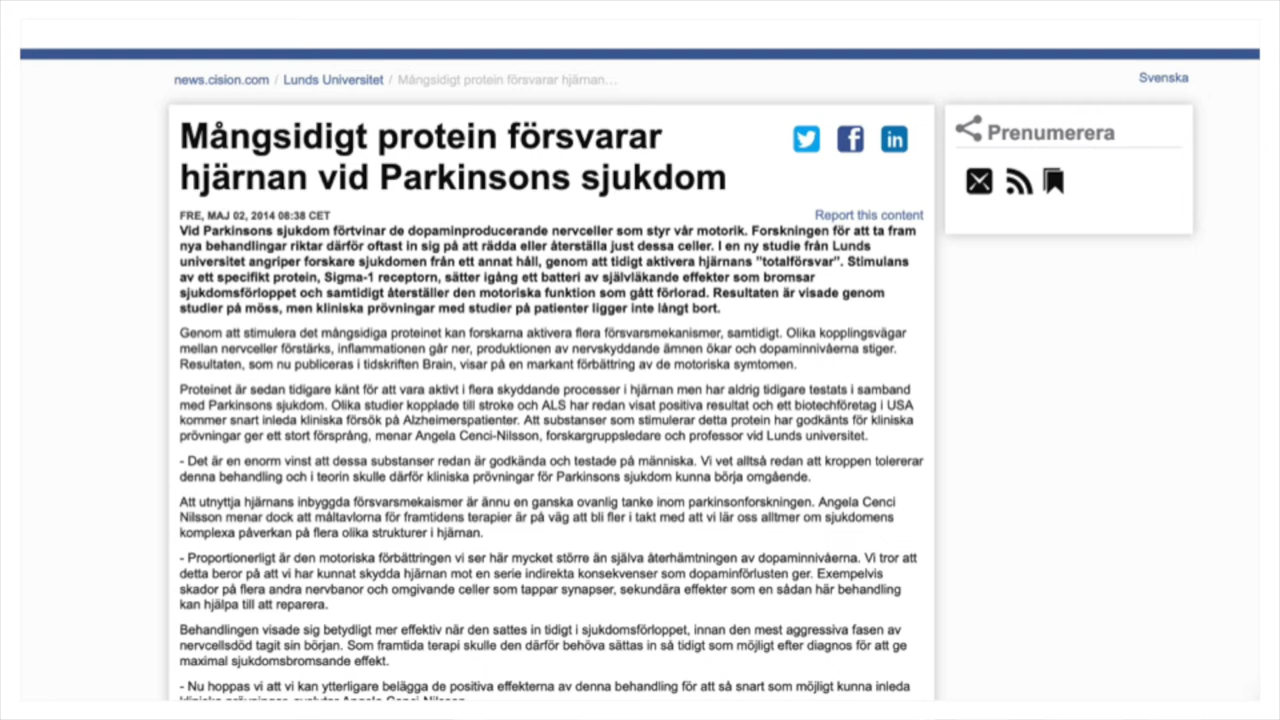 news.cision.com / Lunds Universitet / Mångsidigt protein försvarar hjärnan…
Svenska
Mångsidigt protein försvarar
hjärnan vid Parkinsons sjukdom
Prenumerera
FRE, MAJ 02, 2014 08:38 CET
Report this content
Vid Parkinsons sjukdom förtvinar de dopaminproducerande nervceller som styr vår motorik. Forskningen för att ta fram
nya behandlingar riktar därför oftast in sig på att rädda eller återställa just dessa celler. I en ny studie från Lunds
universitet angriper forskare sjukdomen från ett annat håll, genom att tidigt aktivera hjärnans ”totalförsvar”. Stimulans
av ett specifikt protein, Sigma-1 receptorn, sätter igång ett batteri av självläkande effekter som bromsar
sjukdomsförloppet och samtidigt återställer den motoriska funktion som gått förlorad. Resultaten är visade genom
studier på möss, men kliniska prövningar med studier på patienter ligger inte långt bort.
Genom att stimulera det mångsidiga proteinet kan forskarna aktivera flera försvarsmekanismer, samtidigt. Olika kopplingsvägar
mellan nervceller förstärks, inflammationen går ner, produktionen av nervskyddande ämnen ökar och dopaminnivåerna stiger.
Resultaten, som nu publiceras i tidskriften Brain, visar på en markant förbättring av de motoriska symtomen.
Proteinet är sedan tidigare känt för att vara aktivt i flera skyddande processer i hjärnan men har aldrig tidigare testats i samband
med Parkinsons sjukdom. Olika studier kopplade till stroke och ALS har redan visat positiva resultat och ett biotechföretag i USA
kommer snart inleda kliniska försök på Alzheimerspatienter. Att substanser som stimulerar detta protein har godkänts för kliniska
prövningar ger ett stort försprång, menar Angela Cenci-Nilsson, forskargruppsledare och professor vid Lunds universitet.
- Det är en enorm vinst att dessa substanser redan är godkända och testade på människa. Vi vet alltså redan att kroppen tolererar
denna behandling och i teorin skulle därför kliniska prövningar för Parkinsons sjukdom kunna börja omgående.
Att utnyttja hjärnans inbyggda försvarsmekaismer är ännu en ganska ovanlig tanke inom parkinsonforskningen. Angela Cenci
Nilsson menar dock att måltavlorna för framtidens terapier är på väg att bli fler i takt med att vi lär oss alltmer om sjukdomens
komplexa påverkan på flera olika strukturer i hjärnan.
- Proportionerligt är den motoriska förbättringen vi ser här mycket större än själva återhämtningen av dopaminnivåerna. Vi tror att
detta beror på att vi har kunnat skydda hjärnan mot en serie indirekta konsekvenser som dopaminförlusten ger. Exempelvis
skador på flera andra nervbanor och omgivande celler som tappar synapser, sekundära effekter som en sådan här behandling
kan hjälpa till att reparera.
Behandlingen visade sig betydligt mer effektiv när den sattes in tidigt i sjukdomsförloppet, innan den mest aggressiva fasen av
nervcellsdöd tagit sin början. Som framtida terapi skulle den därför behöva sättas in så tidigt som möjligt efter diagnos för att ge
maximal sjukdomsbromsande effekt.
- Nu hoppas vi att vi kan ytterligare belägga de positiva effekterna av denna behandling för att så snart som möjligt kunna inleda